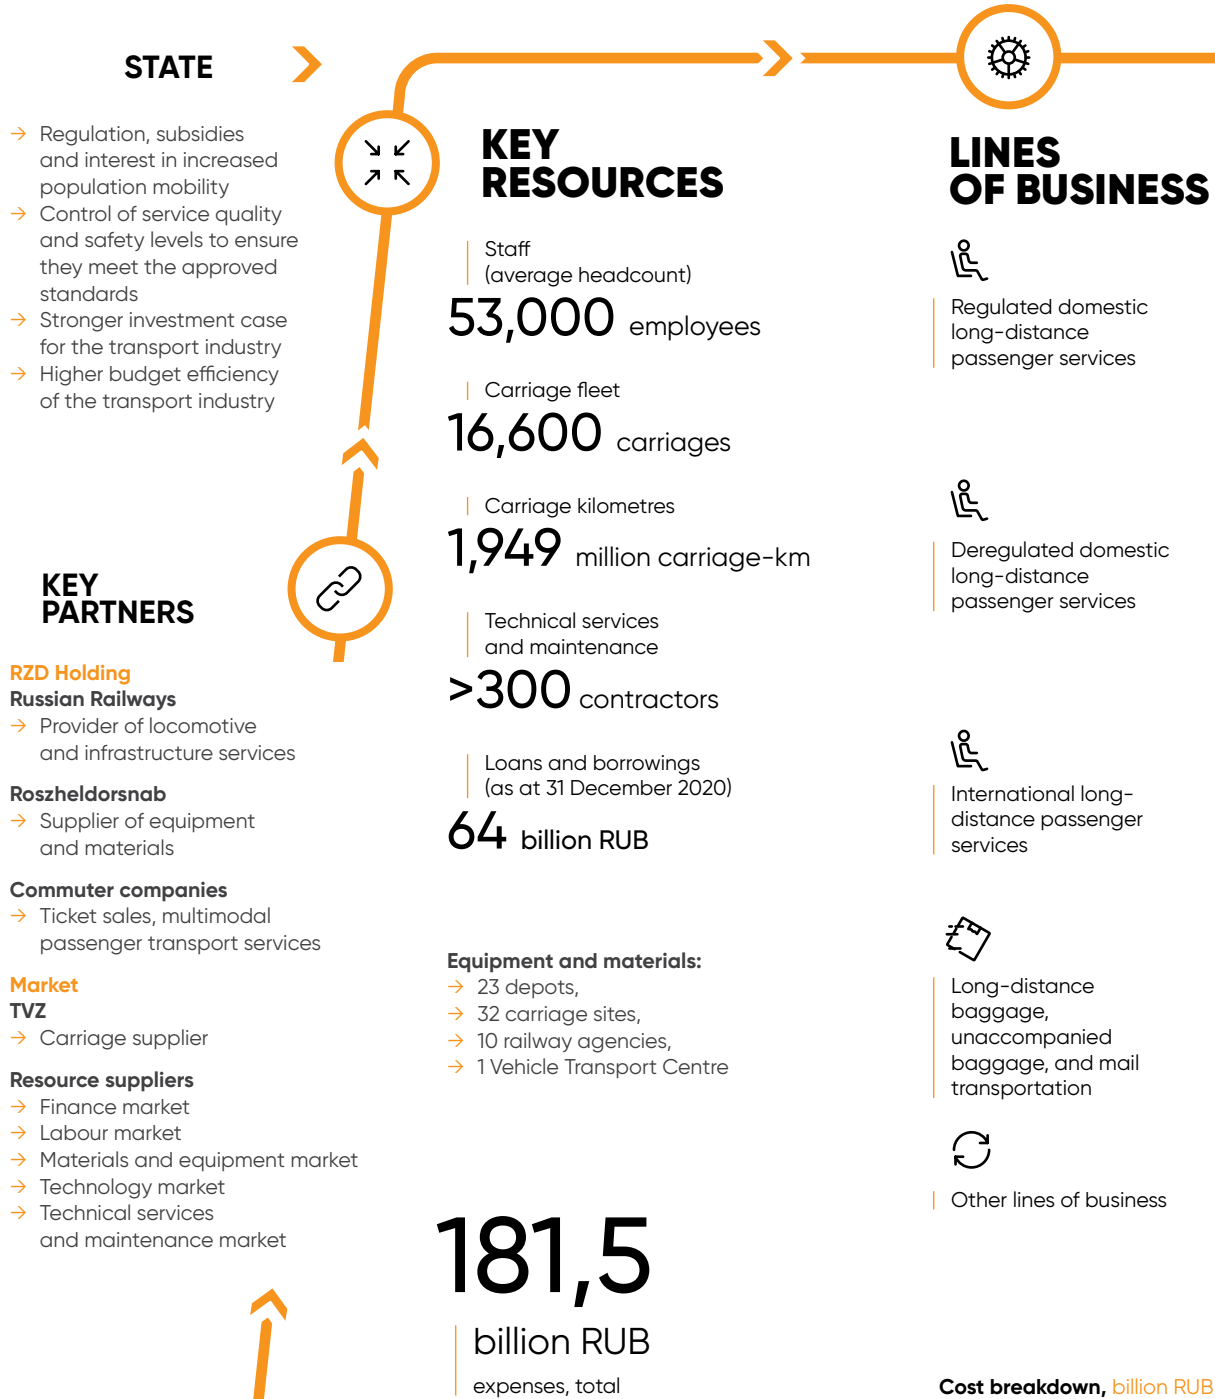 STATE
→ Regulation, subsidies
and interest in increased
population mobility
→ Control of service quality
and safety levels to ensure
they meet the approved
standards
→ Stronger investment case
for the transport industry
→ Higher budget efficiency
of the transport industry
KEY
PARTNERS
RZD Holding
Russian Railways
→ Provider of locomotive
and infrastructure services
Roszheldorsnab
→ Supplier of equipment
and materials
Commuter companies
→ Ticket sales, multimodal
passenger transport services
Market
TVZ
→ Carriage supplier
Resource suppliers
→ Finance market
→ Labour market
→ Materials and equipment market
→ Technology market
→ Technical services
and maintenance market
KEY
RESOURCES
Staff
(average headcount)
53,000 employees
Carriage fleet
16,600 carriages
Carriage kilometres
1,949 million carriage-km
Technical services
and maintenance
>300 contractors
Loans and borrowings
(as at 31 December 2020)
64 billion RUB
Equipment and materials:
→ 23 depots,
→ 32 carriage sites,
→ 10 railway agencies,
→ 1 Vehicle Transport Centre
181,5
billion RUB
expenses, total
LINES
OF BUSINESS
Regulated domestic
long-distance
passenger services
Deregulated domestic
long-distance
passenger services
International long-
distance passenger
services
Long-distance
baggage,
unaccompanied
baggage, and mail
transportation
Other lines of business
Cost breakdown, billion RUB